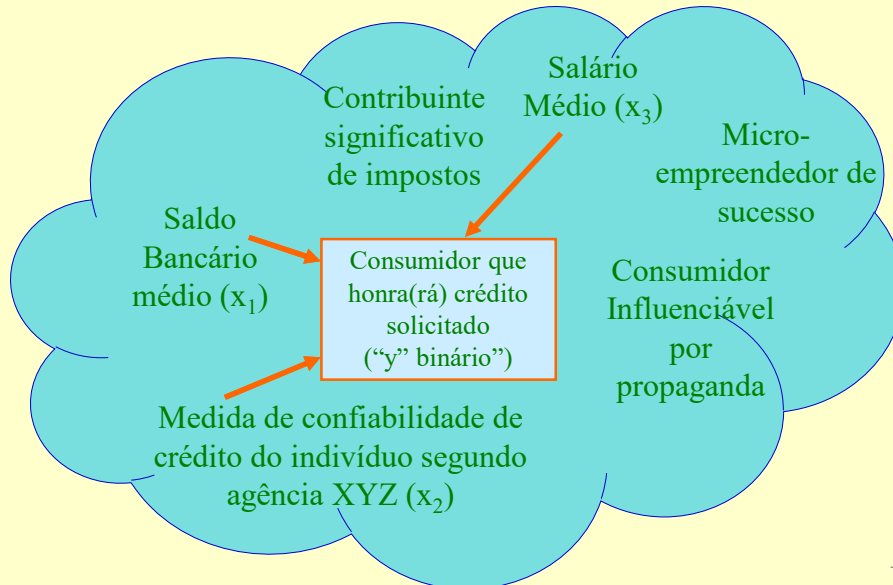 Contribuinte
significativo
de impostos
Salário
Médio (x₃)
Micro-
empreendedor de
sucesso
Saldo
Bancário
médio (x₁)
Consumidor que
honra(rá) crédito
solicitado
(“y” binário”)
Consumidor
Influenciável
por
propaganda
Medida de confiabilidade de
crédito do indivíduo segundo
agência XYZ (x₂)